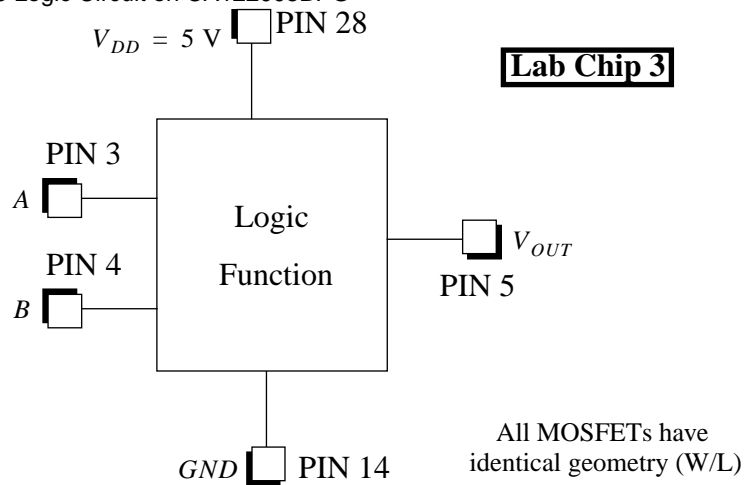 V_DD = 5 V PIN 28
Lab Chip 3
PIN 3
A
Logic
V_OUT
PIN 4
Function
PIN 5
B
All MOSFETs have
identical geometry (W/L)
GND PIN 14